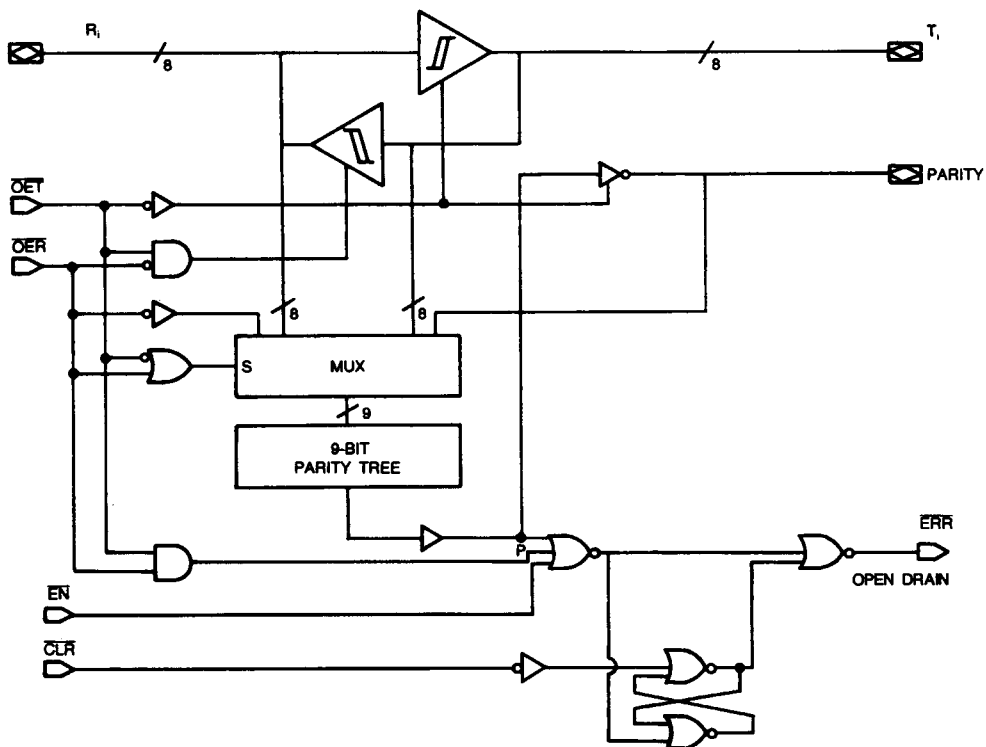 Rᵢ
8
8
Tᵢ
PARITY
OET
OER
8
8
S
MUX
9
9-BIT
PARITY TREE
P
ERR
OPEN DRAIN
EN
CLR